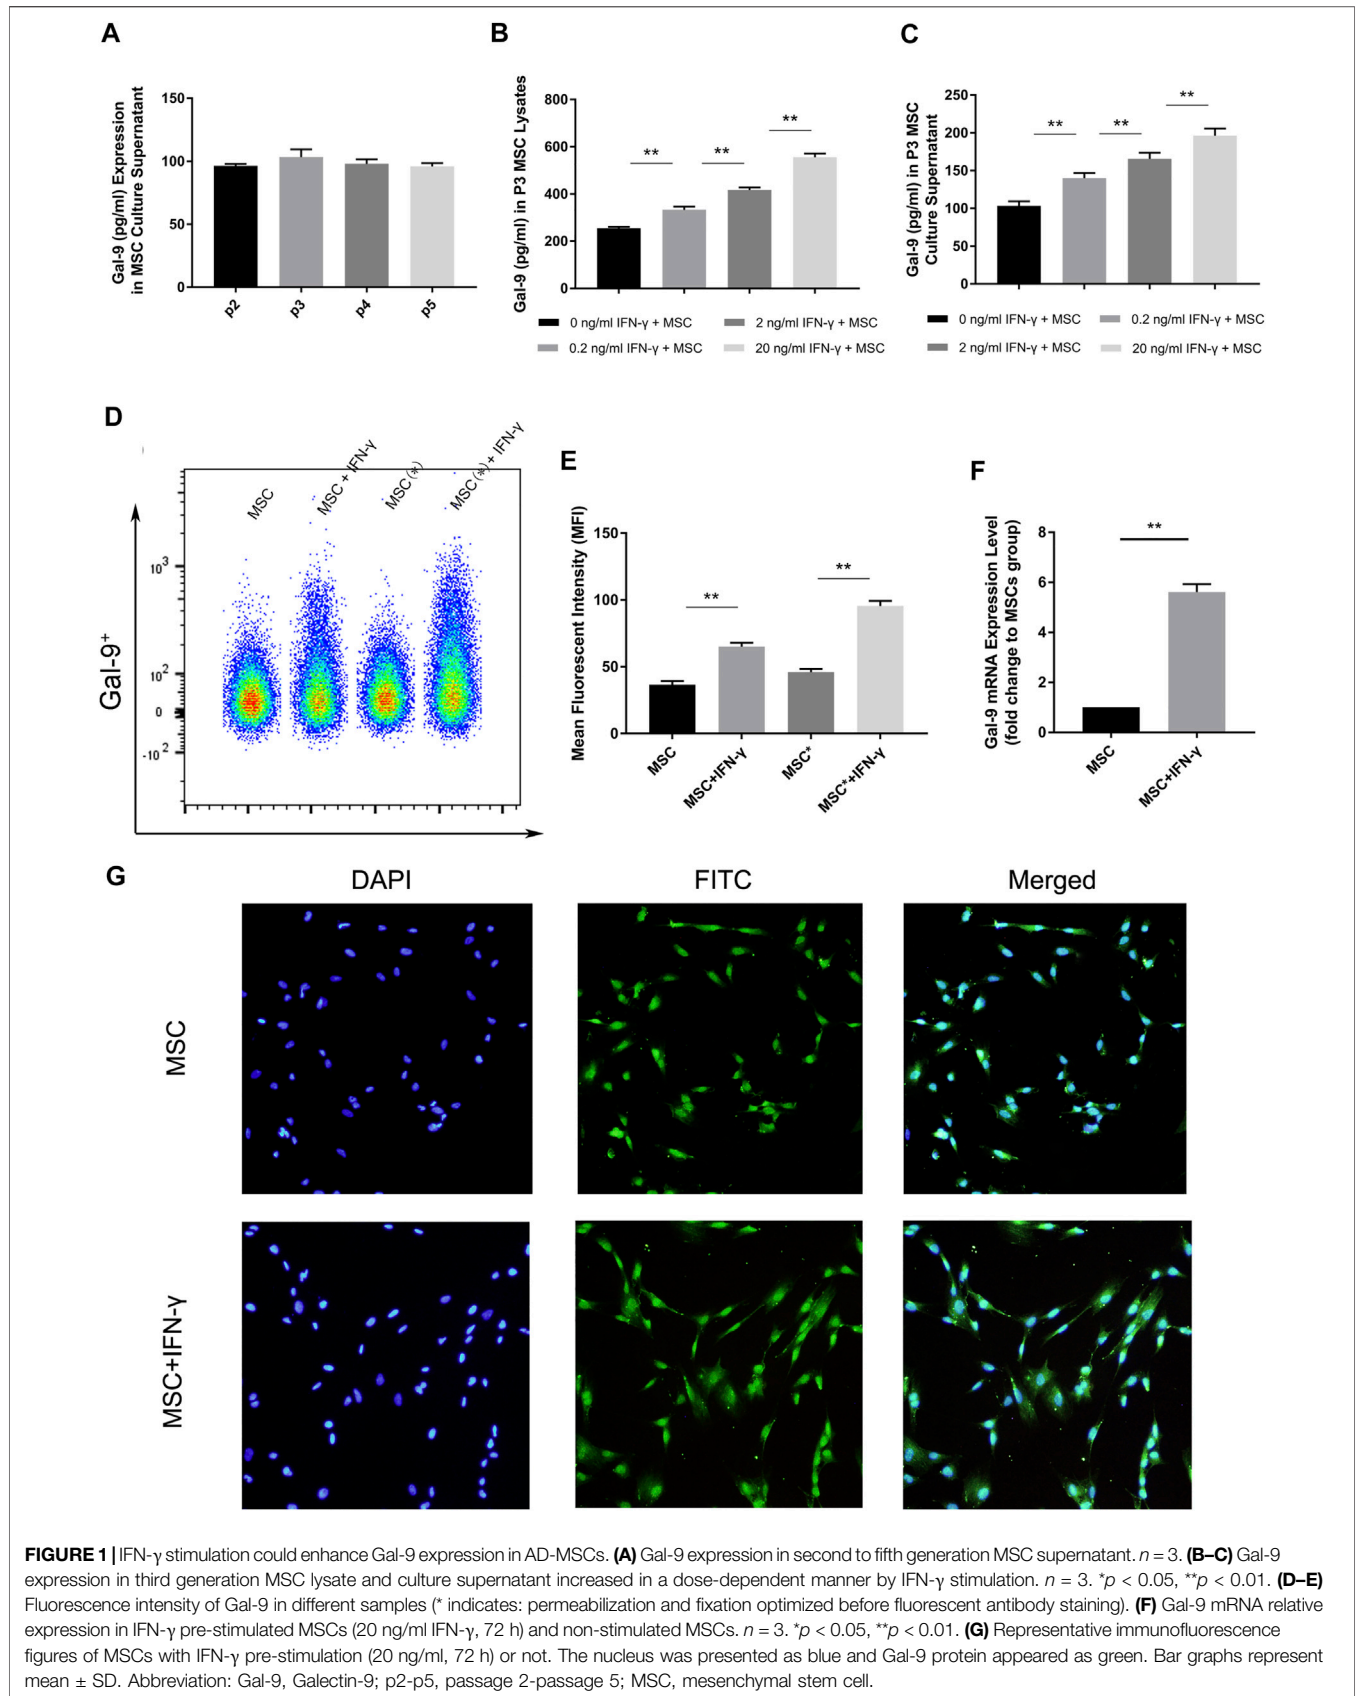 A
Gal-9 (pg/ml) Expression
in MSC Culture Supernatant
150
100
50
0
p2
p3
p4
p5
B
Gal-9 (pg/ml) in P3 MSC Lysates
800
600
400
200
0
**
**
**
0 ng/ml IFN-γ + MSC
2 ng/ml IFN-γ + MSC
0.2 ng/ml IFN-γ + MSC
20 ng/ml IFN-γ + MSC
C
Gal-9 (pg/ml) in P3 MSC
Culture Supernatant
250
200
150
100
50
0
**
**
**
0 ng/ml IFN-γ + MSC
0.2 ng/ml IFN-γ + MSC
2 ng/ml IFN-γ + MSC
20 ng/ml IFN-γ + MSC
D
MSC
MSC + IFN-γ
MSC(*)
MSC(*) + IFN-γ
Gal-9+
10³
10²
0
-10²
E
Mean Fluorescent Intensity (MFI)
150
100
50
0
**
**
MSC
MSC+IFN-γ
MSC*
MSC*+IFN-γ
F
Gal-9 mRNA Expression Level
(fold change to MSCs group)
8
6
4
2
0
**
MSC
MSC+IFN-γ
G
DAPI
FITC
Merged
MSC
MSC+IFN-γ
FIGURE 1 | IFN-γ stimulation could enhance Gal-9 expression in AD-MSCs. (A) Gal-9 expression in second to fifth generation MSC supernatant. n = 3. (B–C) Gal-9
expression in third generation MSC lysate and culture supernatant increased in a dose-dependent manner by IFN-γ stimulation. n = 3. *p < 0.05, **p < 0.01. (D–E)
Fluorescence intensity of Gal-9 in different samples (* indicates: permeabilization and fixation optimized before fluorescent antibody staining). (F) Gal-9 mRNA relative
expression in IFN-γ pre-stimulated MSCs (20 ng/ml IFN-γ, 72 h) and non-stimulated MSCs. n = 3. *p < 0.05, **p < 0.01. (G) Representative immunofluorescence
figures of MSCs with IFN-γ pre-stimulation (20 ng/ml, 72 h) or not. The nucleus was presented as blue and Gal-9 protein appeared as green. Bar graphs represent
mean ± SD. Abbreviation: Gal-9, Galectin-9; p2-p5, passage 2-passage 5; MSC, mesenchymal stem cell.